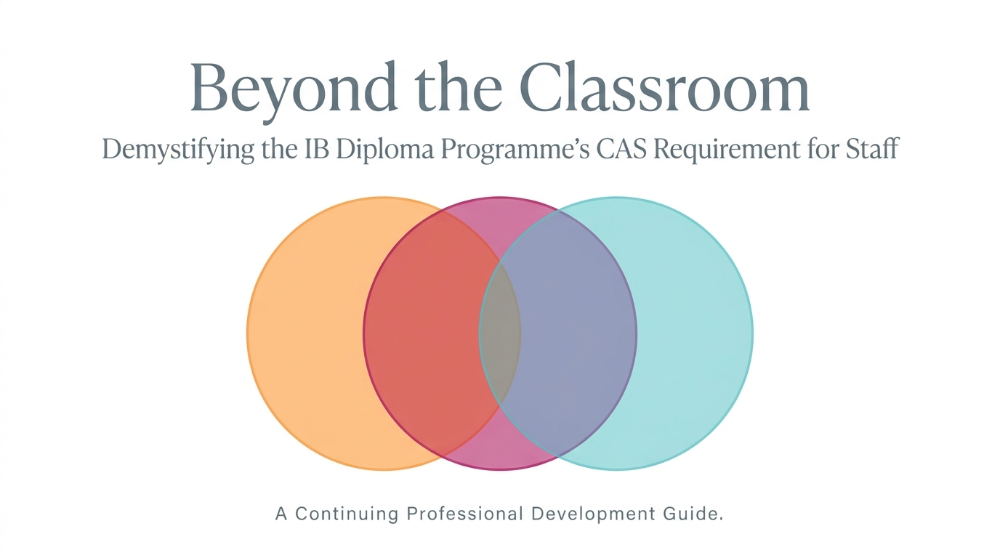 Beyond the Classroom
Demystifying the IB Diploma Programme’s CAS Requirement for Staff
A Continuing Professional Development Guide.